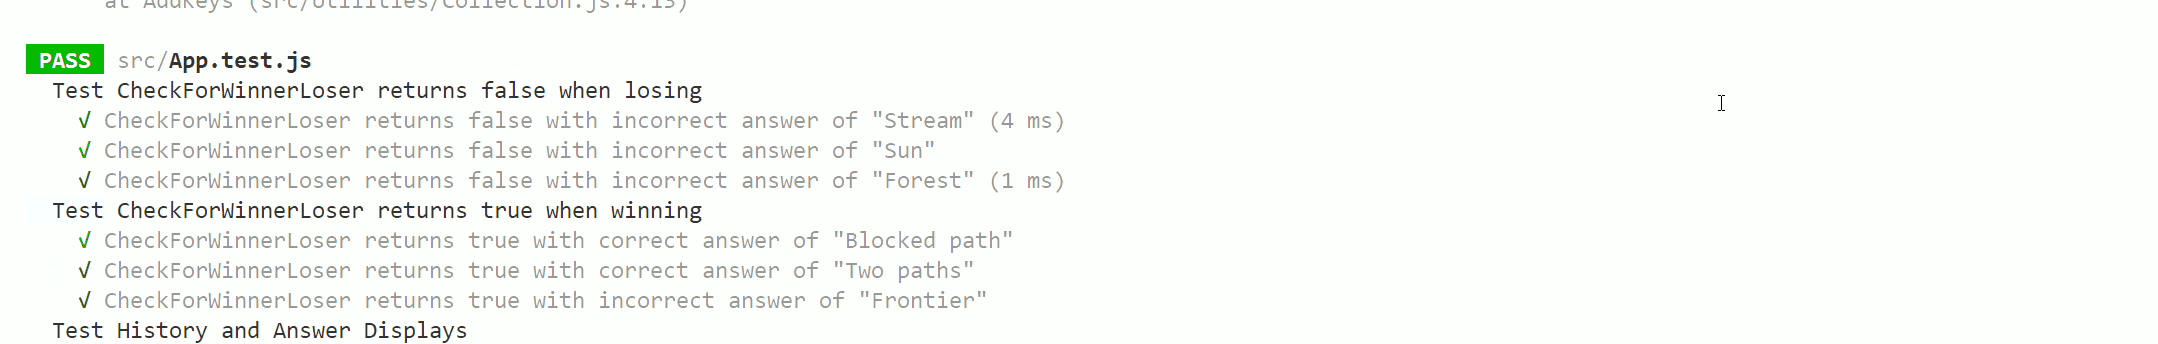 at AddKeys (src/Utilities/Collection.js:4:13)
PASS src/App.test.js
Test CheckForWinnerLoser returns false when losing
√ CheckForWinnerLoser returns false with incorrect answer of "Stream" (4 ms)
√ CheckForWinnerLoser returns false with incorrect answer of "Sun"
√ CheckForWinnerLoser returns false with incorrect answer of "Forest" (1 ms)
Test CheckForWinnerLoser returns true when winning
√ CheckForWinnerLoser returns true with correct answer of "Blocked path"
√ CheckForWinnerLoser returns true with correct answer of "Two paths"
√ CheckForWinnerLoser returns true with incorrect answer of "Frontier"
Test History and Answer Displays